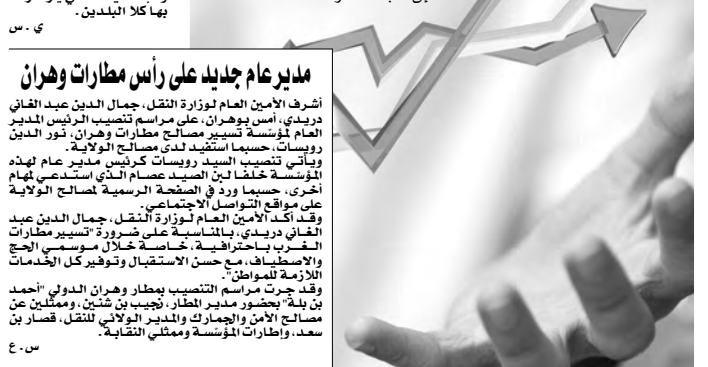 بها كلا البلدين.
ي. س
مدير عام جديد على رأس مطارات وهران
أشرف الأمين العام لوزارة النقل، جمال الدين عبد الغاني
دريدي، أمس بوهران، على مراسم تنصيب الرئيس المدير
العام لمؤسسة تسيير مصالح مطارات وهران، نور الدين
رويسات، حسبما استفيد لدى مصالح الولاية.
ويأتي تنصيب السيد رويسات كرئيس مدير عام لهذه
المؤسسة خلفا لبن الصيد عصام الذي استدعي لمهام
أخرى، حسبما ورد في الصفحة الرسمية لمصالح الولاية
على مواقع التواصل الاجتماعي.
وقد أكد الأمين العام لوزارة النقل، جمال الدين عبد
الغاني دريدي، بالمناسبة على ضرورة "تسيير مطارات
الغرب باحترافية، خاصة خلال موسمي الحج
والاصطياف، مع حسن الاستقبال وتوفير كل الخدمات
اللازمة للمواطن".
وقد جرت مراسم التنصيب بمطار وهران الدولي "أحمد
بن بلة" بحضور مدير المطار، نجيب بن شنين، وممثلين عن
مصالح الأمن والجمارك والمدير الولائي للنقل، قصار بن
سعد، وإطارات المؤسسة وممثلي النقابة.
س. ع